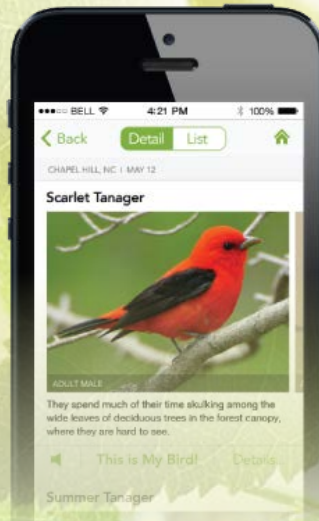 BELL 4:21 PM 100%
Back Detail List
CHAPEL HILL, NC | MAY 12
Scarlet Tanager
ADULT MALE
They spend much of their time skulking among the
wide leaves of deciduous trees in the forest canopy,
where they are hard to see.
This is My Bird! Details...
Summer Tanager